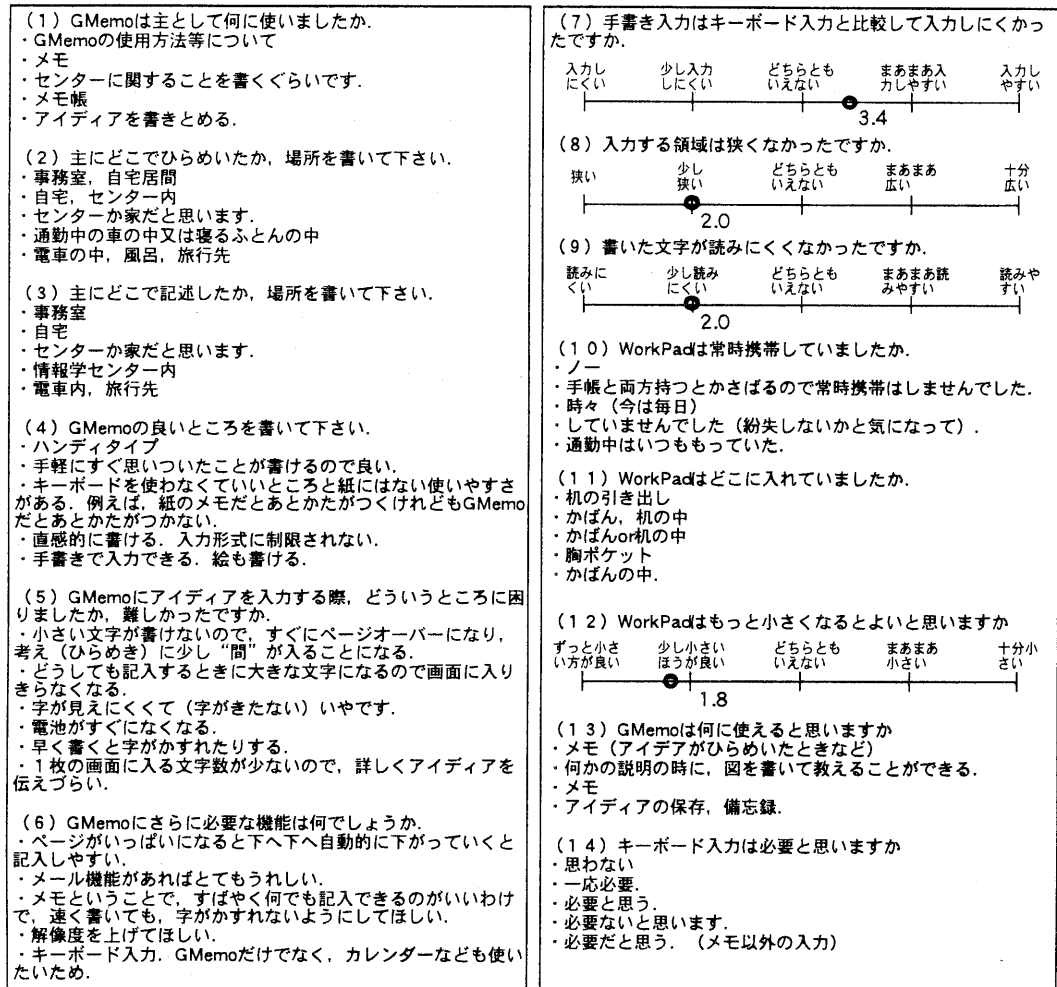 (1) GMemoは主として何に使いましたか.
・GMemoの使用方法等について
・メモ
・センターに関することを書くぐらいです.
・メモ帳
・アイディアを書きとめる.
(2) 主にどこでひらめいたか, 場所を書いて下さい.
・事務室, 自宅居間
・自宅, センター内
・センターか家だと思います.
・通勤中の車の中又は寝るふとんの中
・電車の中, 風呂, 旅行先
(3) 主にどこで記述したか, 場所を書いて下さい.
・事務室
・自宅
・センターか家だと思います.
・情報学センター内
・電車内, 旅行先
(4) GMemoの良いところを書いて下さい.
・ハンディタイプ
・手軽にすぐ思いついたことが書けるので良い.
・キーボードを使わなくていいところと紙にはない使いやすさ
がある. 例えば, 紙のメモだとあとかたがつくけれどもGMemo
だとあとかたがつかない.
・直感的に書ける. 入力形式に制限されない.
・手書きで入力できる. 絵も書ける.
(5) GMemoにアイディアを入力する際, どういうところに困
りましたか, 難しかったですか.
・小さい文字が書けないので, すぐにページオーバーになり,
考え (ひらめき) に少し “間” が入ることになる.
・どうしても記入するときに大きな文字になるので画面に入り
きらなくなる.
・字が見えにくくて (字がきたない) いやです.
・電池がすぐになくなる.
・早く書くと字がかすれたりする.
・1枚の画面に入る文字数が少ないので, 詳しくアイディアを
伝えづらい.
(6) GMemoにさらに必要な機能は何でしょうか.
・ページがいっぱいになると下へ下へ自動的に下がっていくと
記入しやすい.
・メール機能があればとてもうれしい.
・メモということで, すばやく何でも記入できるのがいいわけ
で, 速く書いても, 字がかすれないようにしてほしい.
・解像度を上げてほしい.
・キーボード入力. GMemoだけでなく, カレンダーなども使い
たいため.
(7) 手書き入力はキーボード入力と比較して入力しにくかっ
たですか.
入力し 少し入力 どちらとも まあまあ入 入力し
にくい しにくい いえない 力しやすい やすい
3.4
(8) 入力する領域は狭くなかったですか.
狭い 少し どちらとも まあまあ 十分
狭い いえない 広い 広い
2.0
(9) 書いた文字が読みにくくなかったですか.
読みに 少し読み どちらとも まあまあ読 読みや
くい にくい いえない みやすい すい
2.0
(10) WorkPadは常時携帯していましたか.
・ノー
・手帳と両方持つとかさばるので常時携帯はしませんでした.
・時々 (今は毎日)
・していませんでした (紛失しないかと気になって) .
・通勤中はいつももっていた.
(11) WorkPadはどこに入れていましたか.
・机の引き出し
・かばん, 机の中
・かばんor机の中
・胸ポケット
・かばんの中.
(12) WorkPadはもっと小さくなるとよいと思いますか
ずっと小さ 少し小さい どちらとも まあまあ 十分小
い方が良い ほうが良い いえない 小さい さい
1.8
(13) GMemoは何に使えると思いますか
・メモ (アイデアがひらめいたときなど)
・何かの説明の時に, 図を書いて教えることができる.
・メモ
・アイディアの保存, 備忘録.
(14) キーボード入力は必要と思いますか
・思わない
・一応必要.
・必要と思う.
・必要ないと思います.
・必要だと思う. (メモ以外の入力)